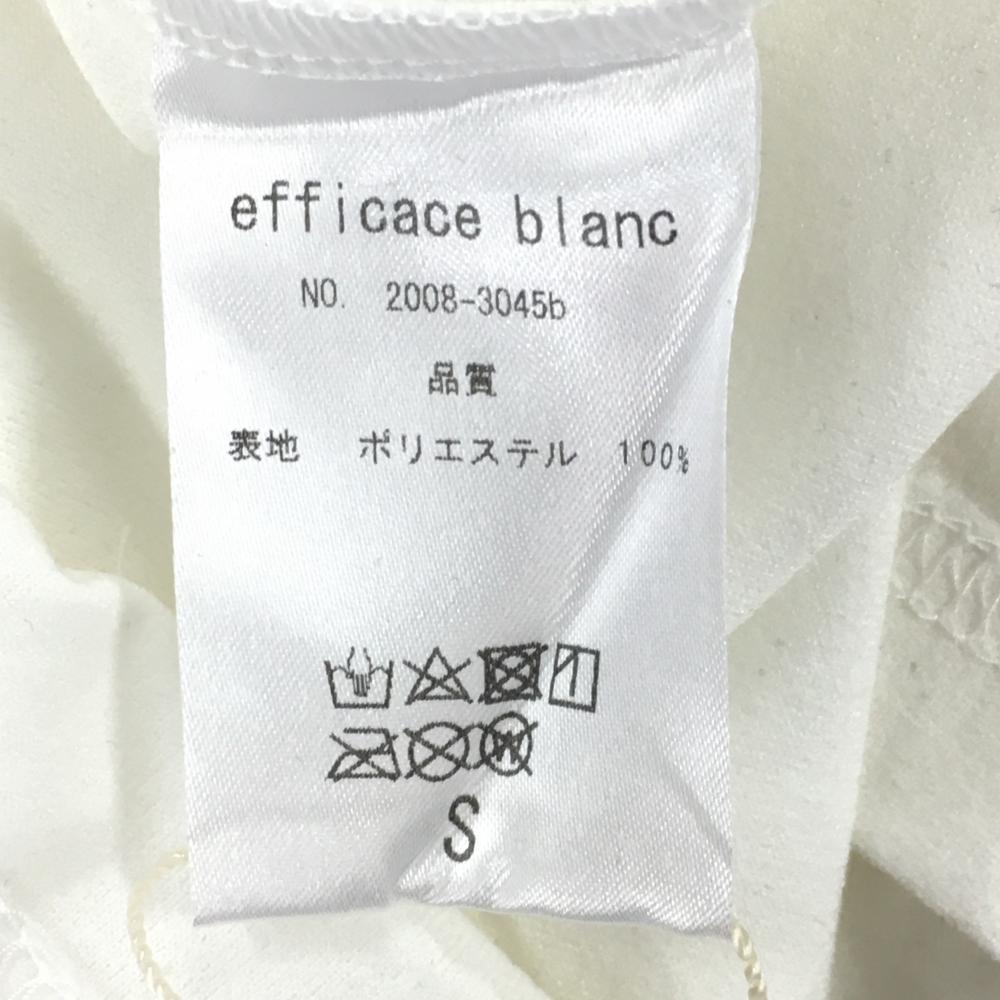 efficace blanc
NO. 2008-3045b
品質
表地 ポリエステル 100%
S